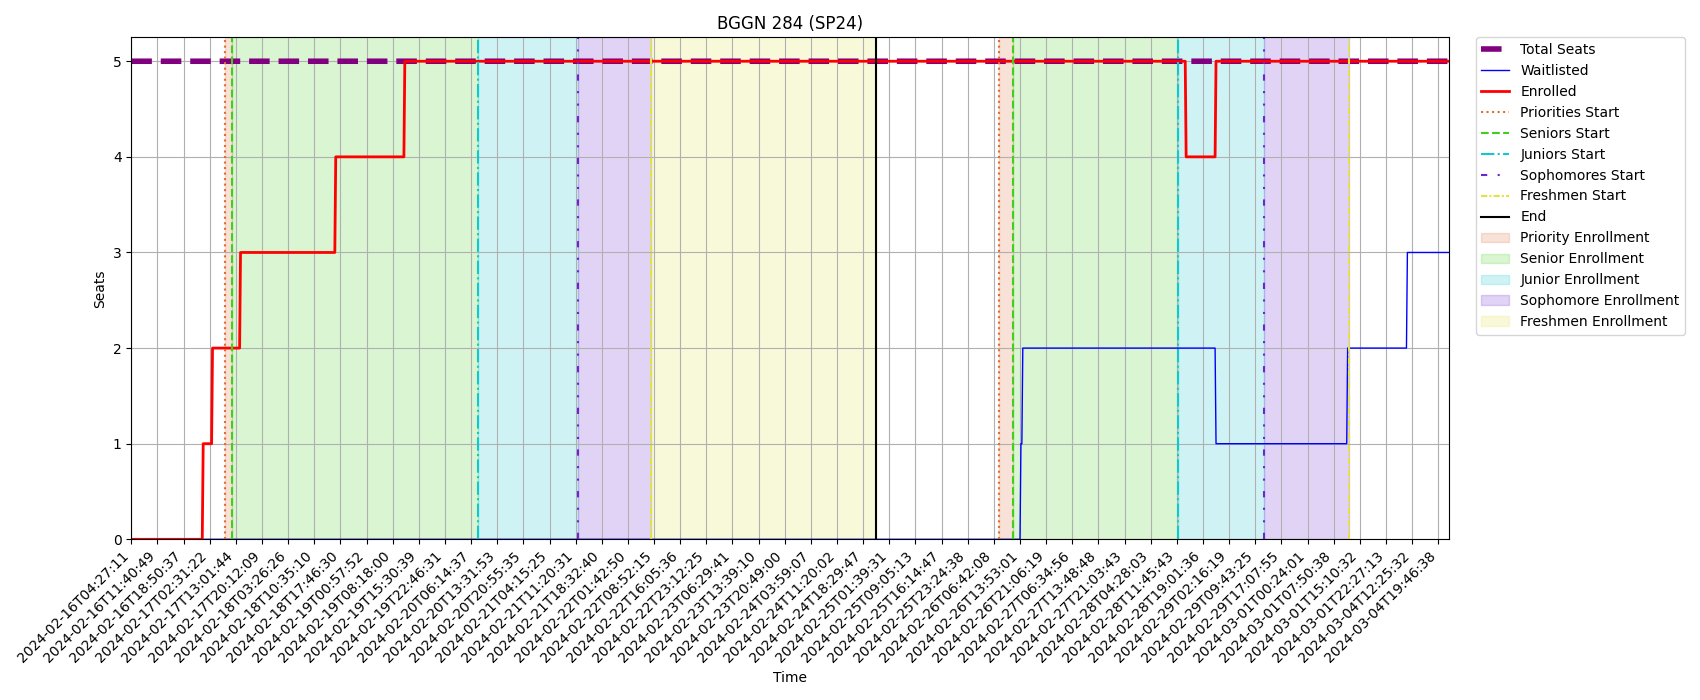 BGGN 284 (SP24)
Total Seats
Waitlisted
Enrolled
Priorities Start
Seniors Start
Juniors Start
Sophomores Start
Freshmen Start
End
Priority Enrollment
Senior Enrollment
Junior Enrollment
Sophomore Enrollment
Freshmen Enrollment
Seats
5
4
3
2
1
0
2024-02-16T04:27:11
2024-02-16T11:40:49
2024-02-16T18:50:37
2024-02-17T02:31:22
2024-02-17T13:01:44
2024-02-17T20:12:09
2024-02-18T03:26:26
2024-02-18T10:35:10
2024-02-18T17:46:30
2024-02-19T00:57:52
2024-02-19T08:18:00
2024-02-19T15:30:39
2024-02-19T22:46:31
2024-02-20T06:14:37
2024-02-20T13:31:53
2024-02-20T20:55:35
2024-02-21T04:15:25
2024-02-21T11:20:31
2024-02-21T18:32:40
2024-02-22T01:42:50
2024-02-22T08:52:15
2024-02-22T16:05:36
2024-02-22T23:12:25
2024-02-23T06:29:41
2024-02-23T13:39:10
2024-02-23T20:49:00
2024-02-24T03:59:07
2024-02-24T11:20:02
2024-02-24T18:29:47
2024-02-25T01:39:31
2024-02-25T09:05:13
2024-02-25T16:14:47
2024-02-25T23:24:38
2024-02-26T06:42:08
2024-02-26T13:53:01
2024-02-26T21:06:19
2024-02-27T06:34:56
2024-02-27T13:48:48
2024-02-27T21:03:43
2024-02-28T04:28:03
2024-02-28T11:45:43
2024-02-28T19:01:36
2024-02-29T02:16:19
2024-02-29T09:43:25
2024-02-29T17:07:55
2024-03-01T00:24:01
2024-03-01T07:50:38
2024-03-01T15:10:32
2024-03-01T22:27:13
2024-03-04T12:25:32
2024-03-04T19:46:38
Time